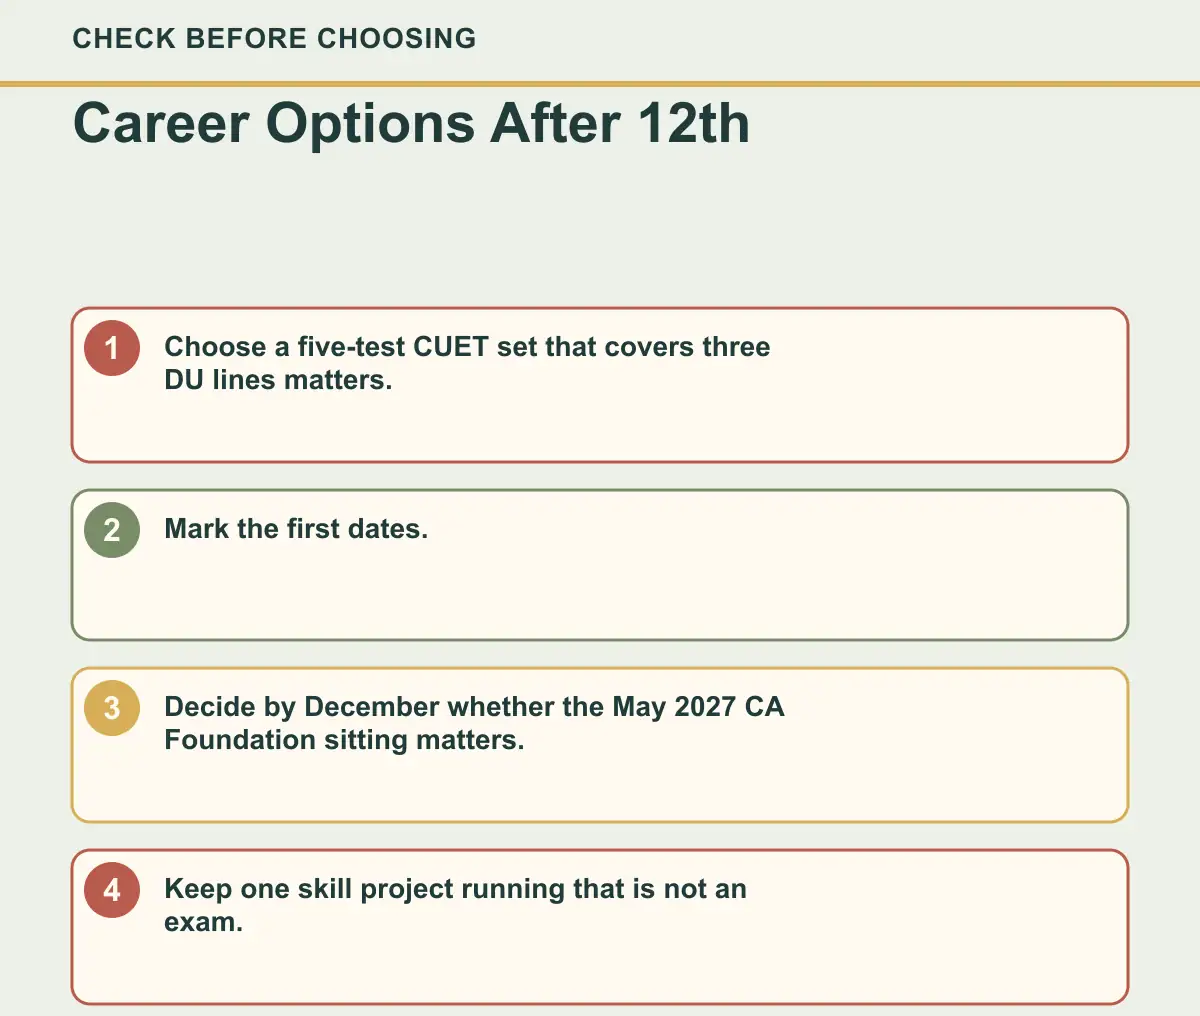 CHECK BEFORE CHOOSING
Career Options After 12th
1
Choose a five-test CUET set that covers three
DU lines matters.
2
Mark the first dates.
3
Decide by December whether the May 2027 CA
Foundation sitting matters.
4
Keep one skill project running that is not an
exam.